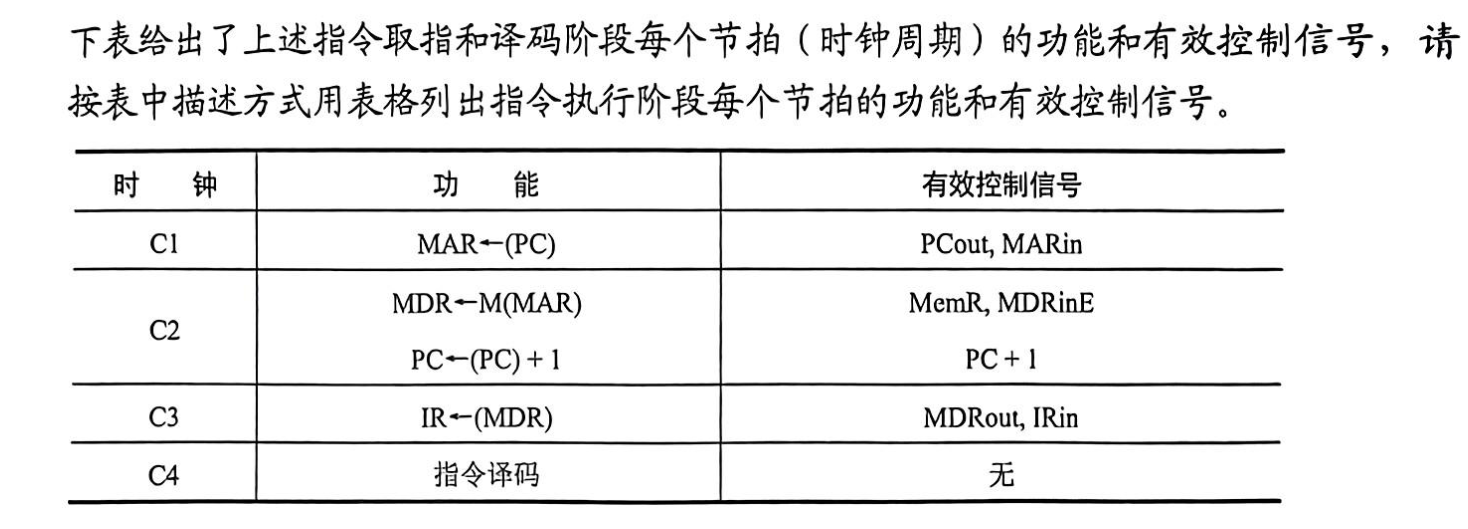 下表给出了上述指令取指和译码阶段每个节拍（时钟周期）的功能和有效控制信号，请
按表中描述方式用表格列出指令执行阶段每个节拍的功能和有效控制信号。
时 钟 功 能 有效控制信号
C1 MAR←(PC) PCout, MARin
MDR←M(MAR) MemR, MDRinE
C2
PC←(PC) + 1 PC + 1
C3 IR←(MDR) MDRout, IRin
C4 指令译码 无